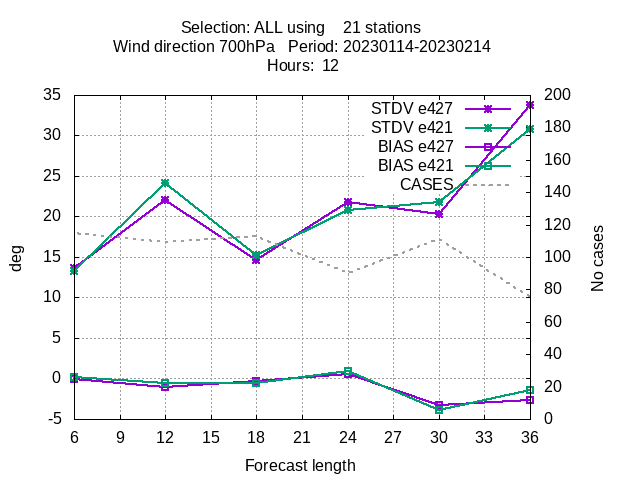 Selection: ALL using    21 stations
Wind direction 700hPa   Period: 20230114-20230214
Hours:  12
STDV e427
STDV e421
BIAS e427
BIAS e421
CASES
35
30
25
20
15
10
5
0
-5
deg
200
180
160
140
120
100
80
60
40
20
0
No cases
6 9 12 15 18 21 24 27 30 33 36
Forecast length